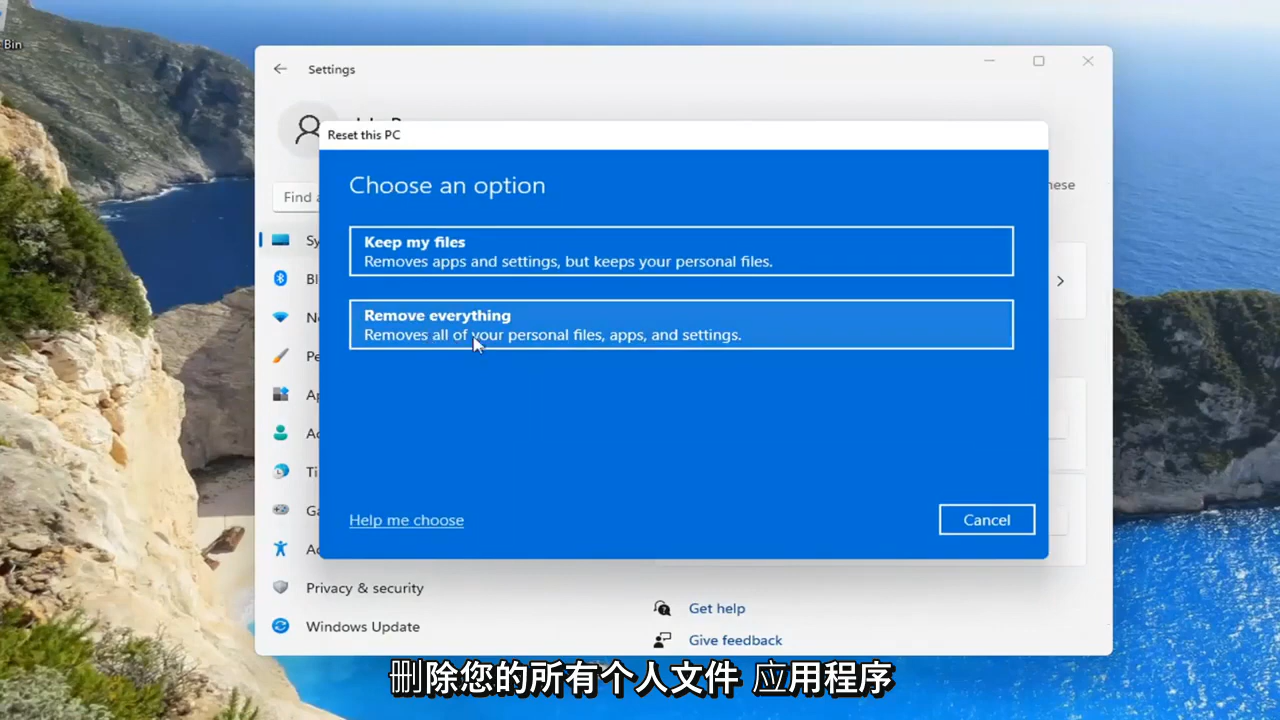 Bin
Settings
Reset this PC
Choose an option
Find
Keep my files
Removes apps and settings, but keeps your personal files.
Remove everything
Removes all of your personal files, apps, and settings.
Help me choose
Cancel
Privacy & security
Windows Update
Get help
Give feedback
删除您的所有个人文件 应用程序